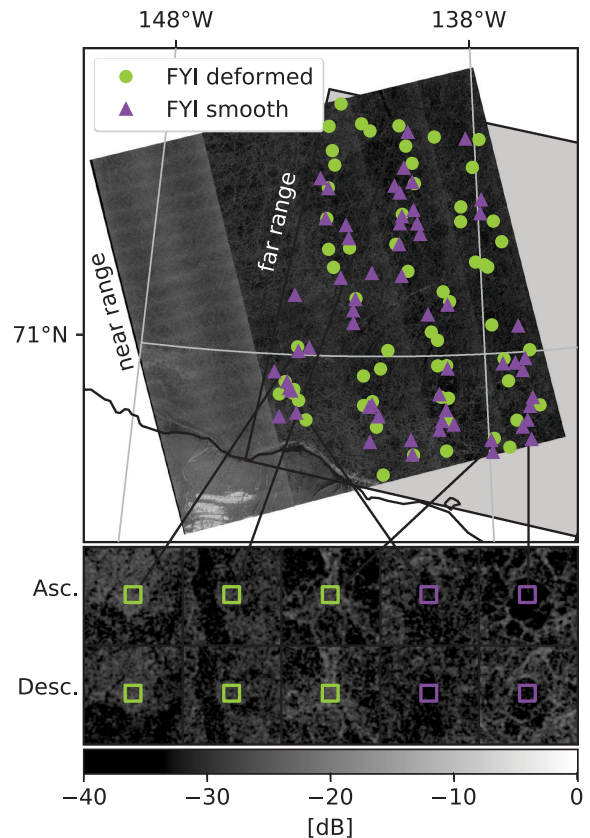 148°W 138°W
FYI deformed
FYI smooth
far range
near range
71°N
Asc.
Desc.
−40 −30 −20 −10 0
[dB]